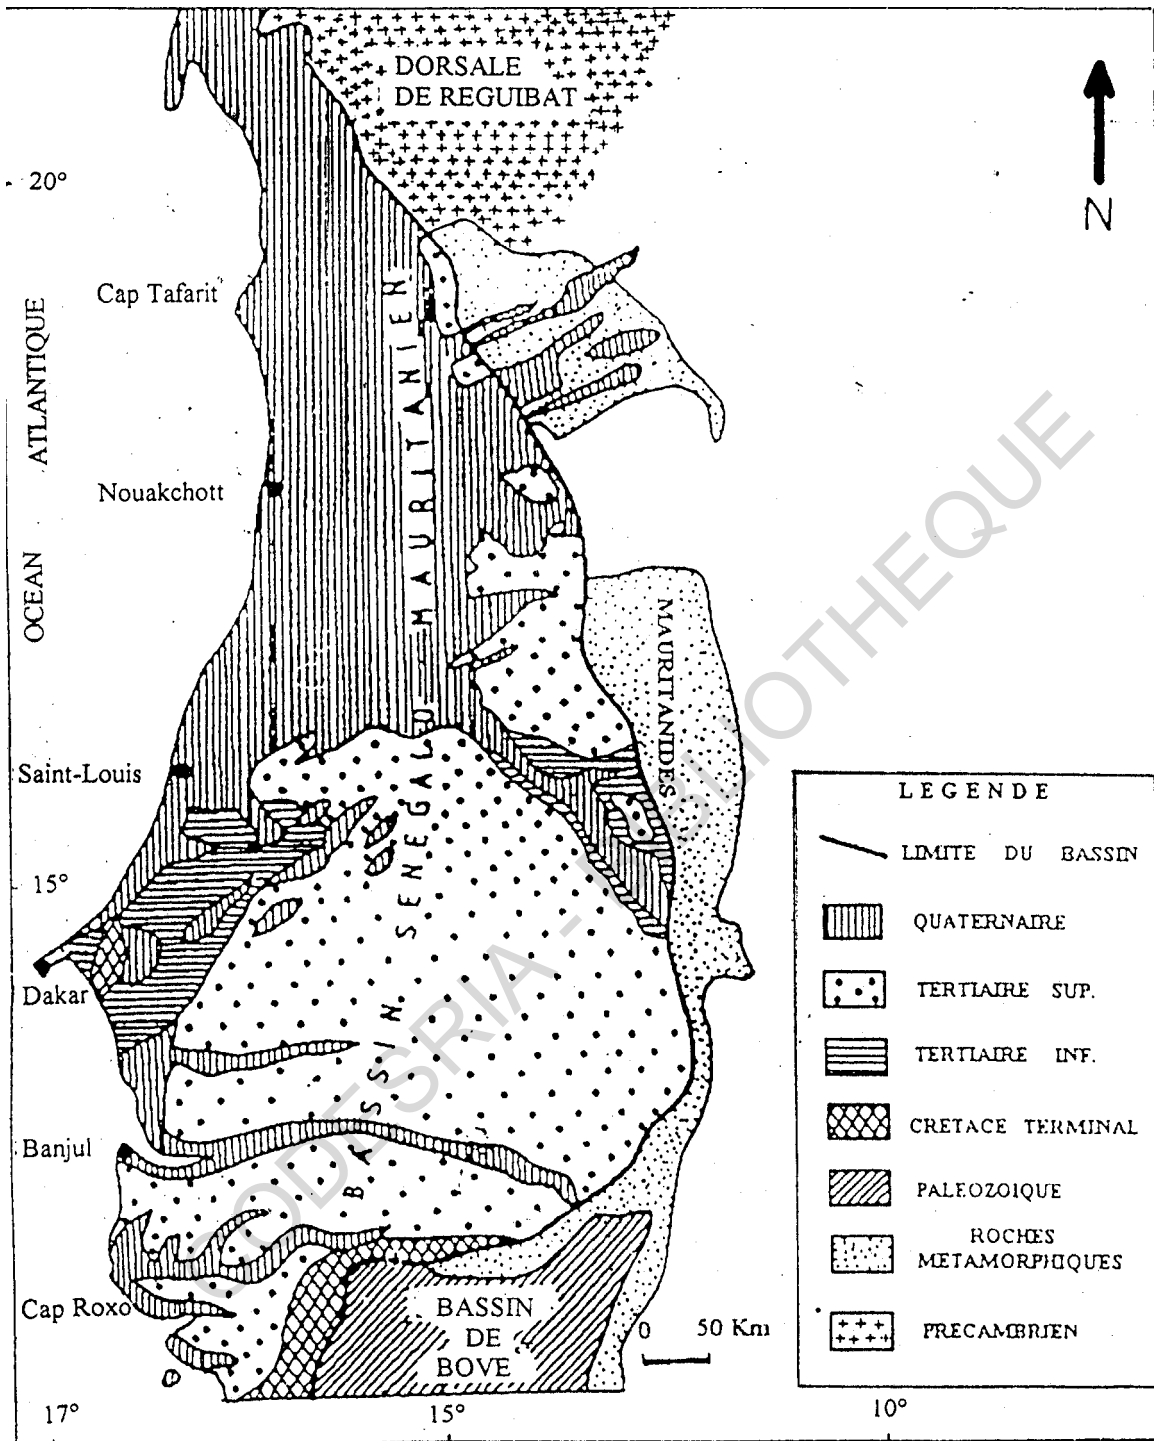 DORSALE
DE REGUIBAT
N
20°
Cap Tafarit
OCEAN ATLANTIQUE
Nouakchott
BASSIN SENEGALO MAURITANIEN
MAURITANIDES
Saint-Louis
15°
Dakar
Banjul
Cap Roxo
BASSIN
DE
BOVE
0 50 Km
17°
15°
10°
LEGENDE
LIMITE DU BASSIN
QUATERNAIRE
TERTIAIRE SUP.
TERTIAIRE INF.
CRETACE TERMINAL
PALEOZOIQUE
ROCHES
METAMORPHIQUES
PRECAMBRIEN
CODESRIA - BIBLIOTHEQUE